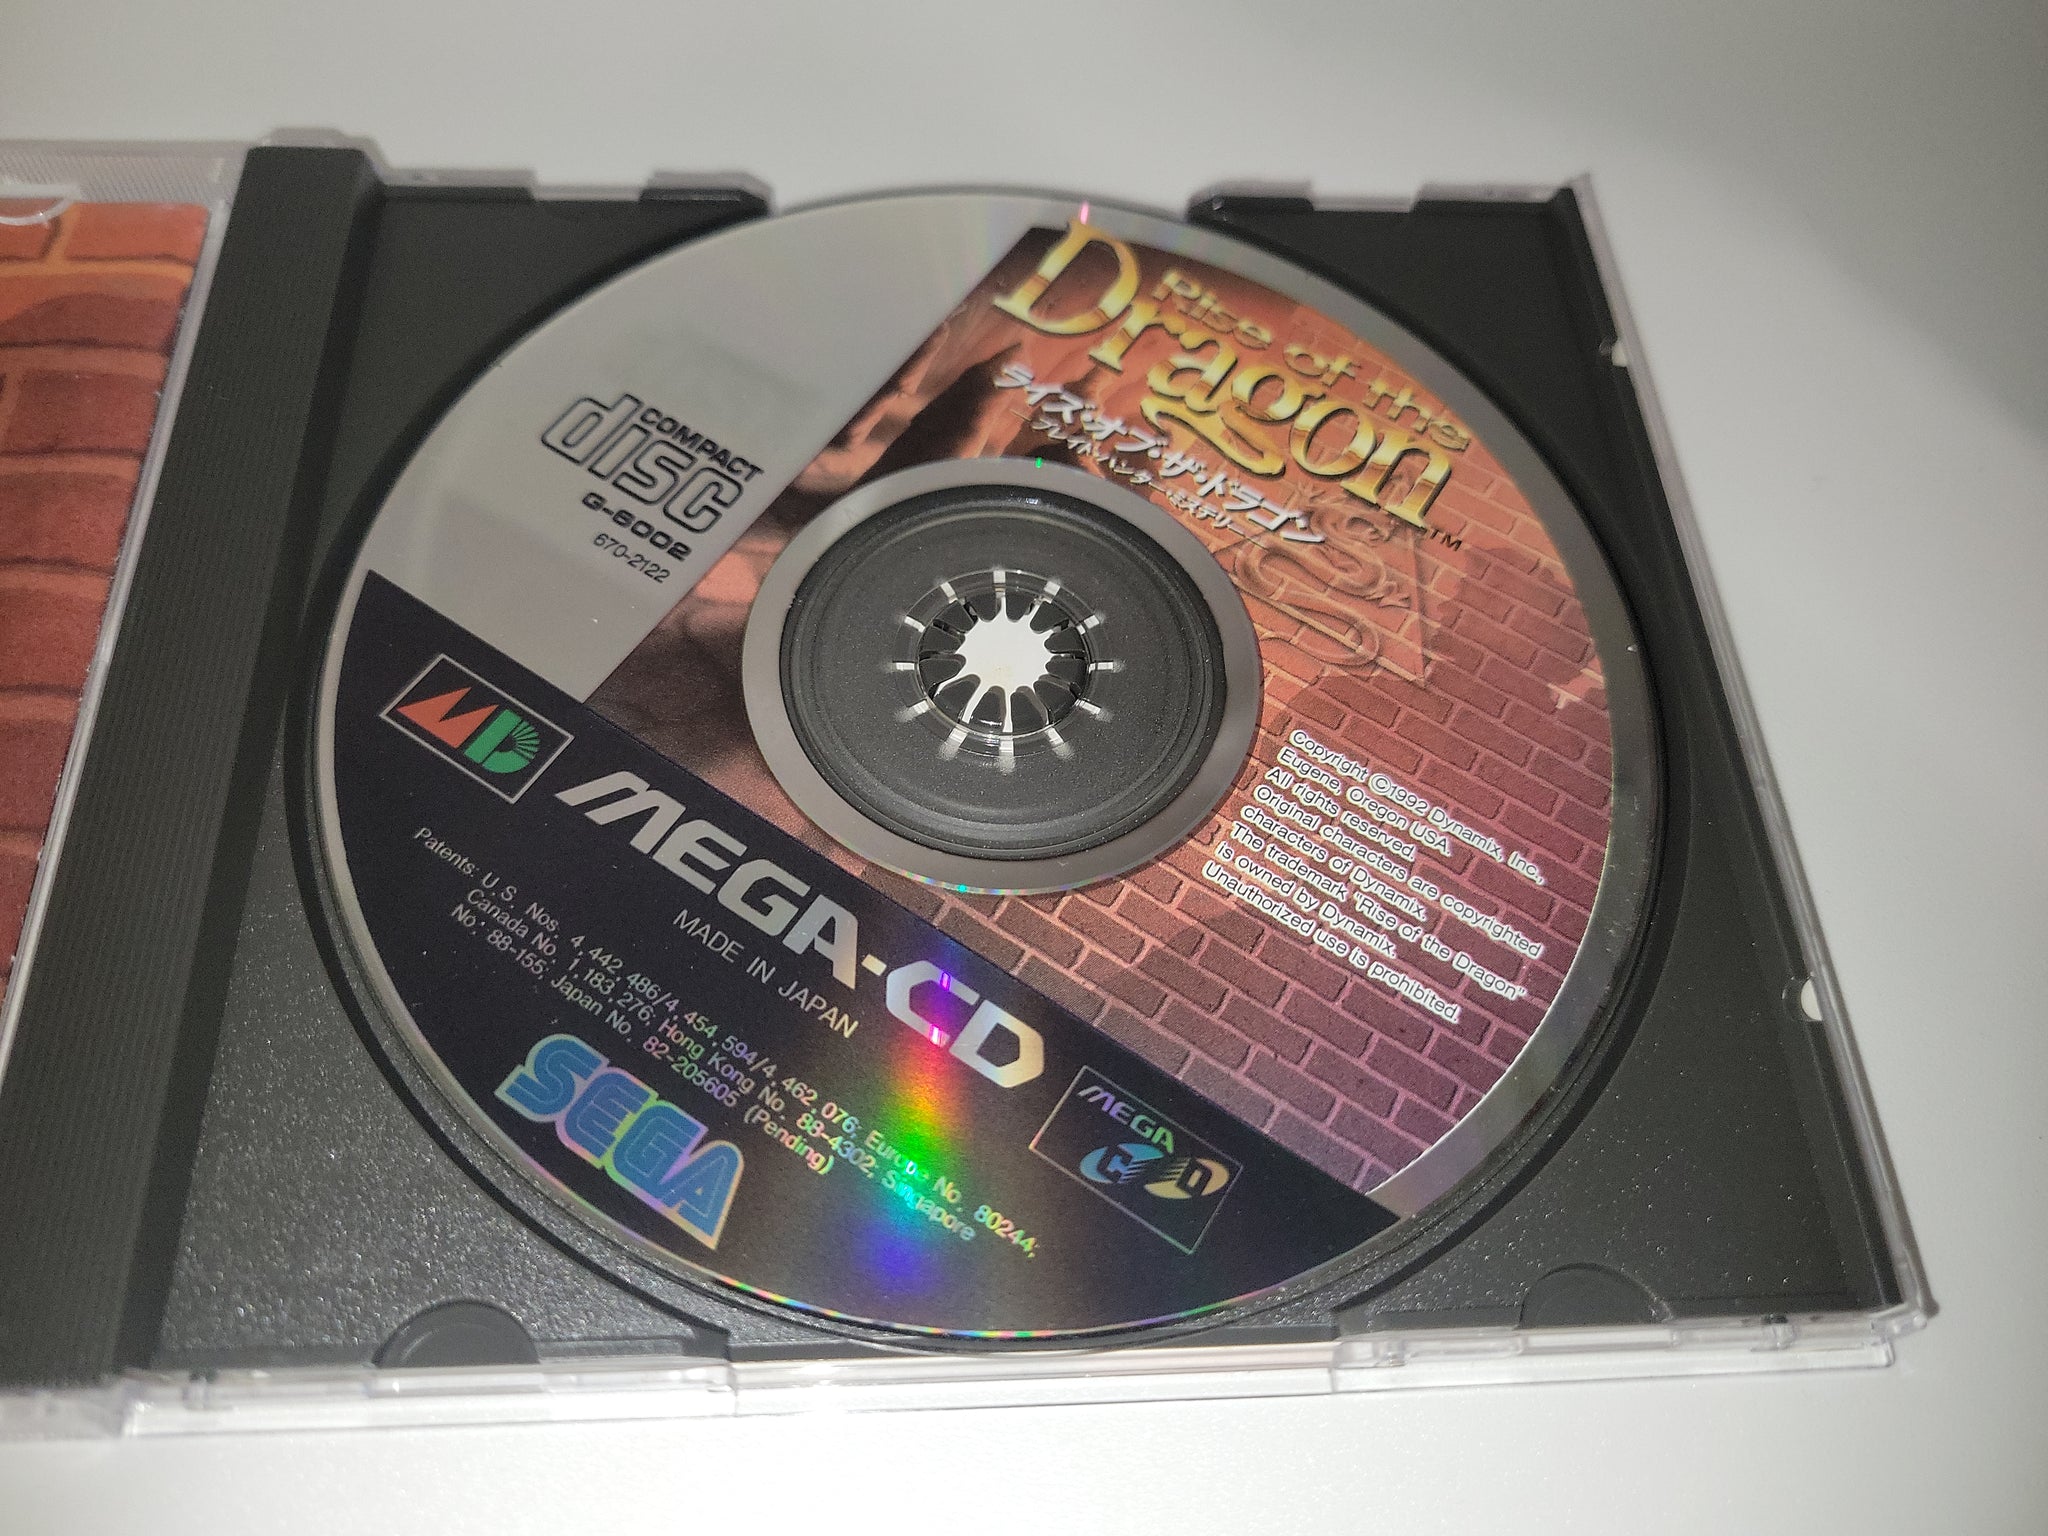 Rise of the
Dragon™
ライズ・オブ・ザ・ドラゴン
ブレイド・ハンター・ミステリー
COMPACT
disc
G-6002
670-2122
MD
MEGA-CD
MADE IN JAPAN
Copyright ©1992 Dynamix, Inc.,
Eugene, Oregon USA.
All rights reserved.
Original characters are copyrighted
characters of Dynamix.
The trademark "Rise of the Dragon"
is owned by Dynamix.
Unauthorized use is prohibited.
Patents: U.S. Nos. 4,442,486/4,454,594/4,462,076; Europe No. 80244;
Canada No. 1,183,276; Hong Kong No. 88-4302; Singapore
No. 88-155; Japan No. 82-205605 (Pending)
SEGA
MEGA
CD